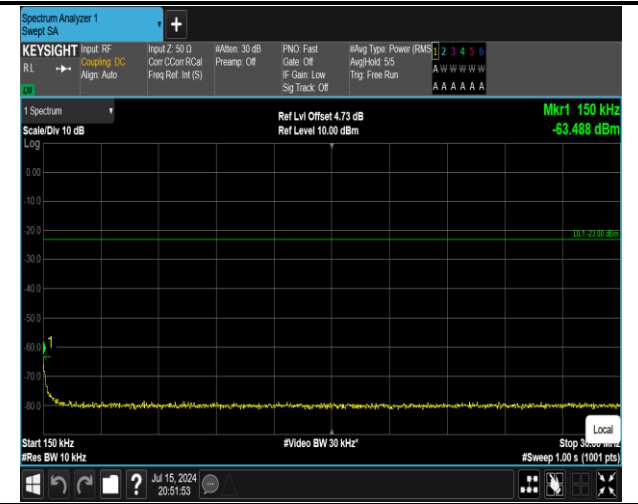 Spectrum Analyzer 1
Swept SA
+
KEYSIGHT
RL
LXI
Input: RF
Coupling: DC
Align: Auto
Input Z: 50 Ω
Corr CCorr RCal
Freq Ref: Int (S)
#Atten: 30 dB
Preamp: Off
PNO: Fast
Gate: Off
IF Gain: Low
Sig Track: Off
#Avg Type: Power (RMS
Avg|Hold: 5/5
Trig: Free Run
1 2 3 4 5 6
A W W W W W
A A A A A A
1 Spectrum
Scale/Div 10 dB
Ref Lvl Offset 4.73 dB
Ref Level 10.00 dBm
Mkr1 150 kHz
-63.488 dBm
Log
0.00
-10.0
-20.0
DL1 -23.00 dBm
-30.0
-40.0
-50.0
-60.0
1
-70.0
-80.0
Local
Start 150 kHz
#Video BW 30 kHz*
Stop 30.00 MHz
#Res BW 10 kHz
#Sweep 1.00 s (1001 pts)
?
Jul 15, 2024
20:51:53